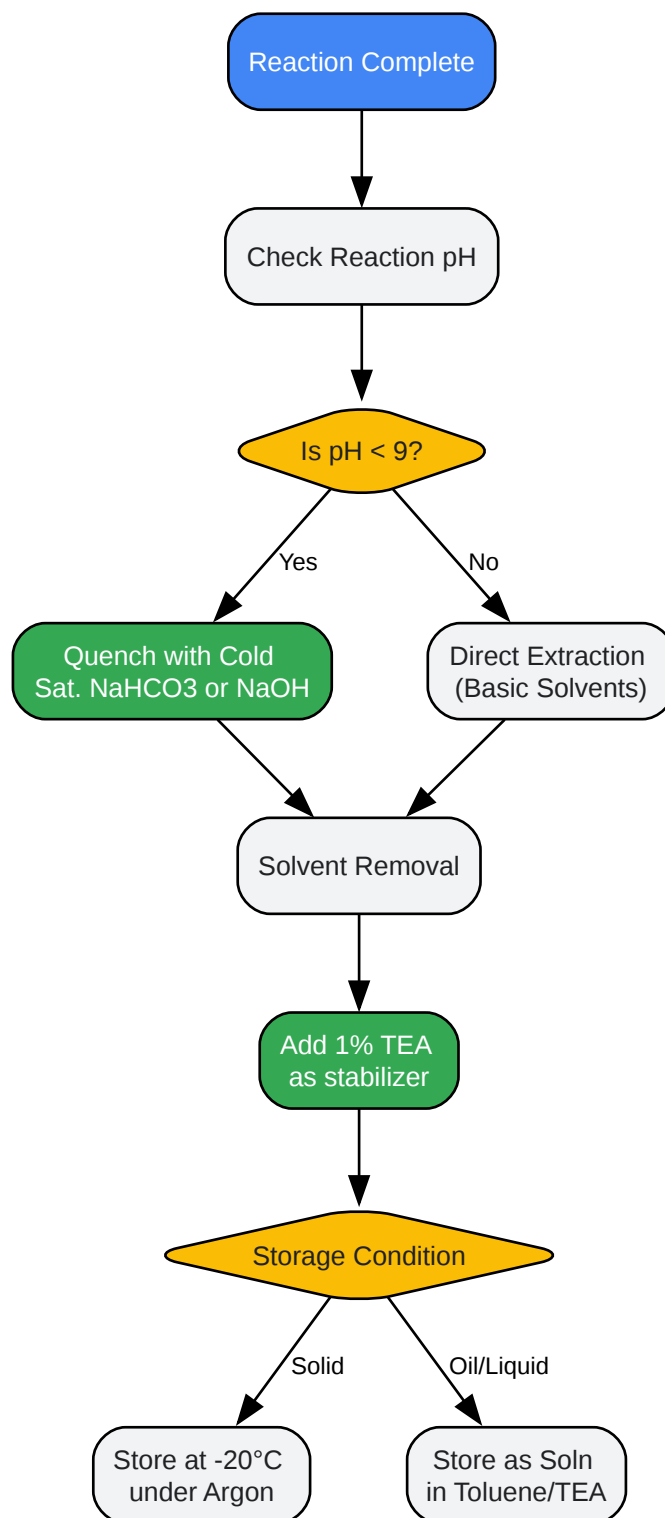 Reaction Complete
Check Reaction pH
Is pH < 9?
Yes
No
Quench with Cold
Sat. NaHCO3 or NaOH
Direct Extraction
(Basic Solvents)
Solvent Removal
Add 1% TEA
as stabilizer
Storage Condition
Solid
Oil/Liquid
Store at -20°C
under Argon
Store as Soln
in Toluene/TEA